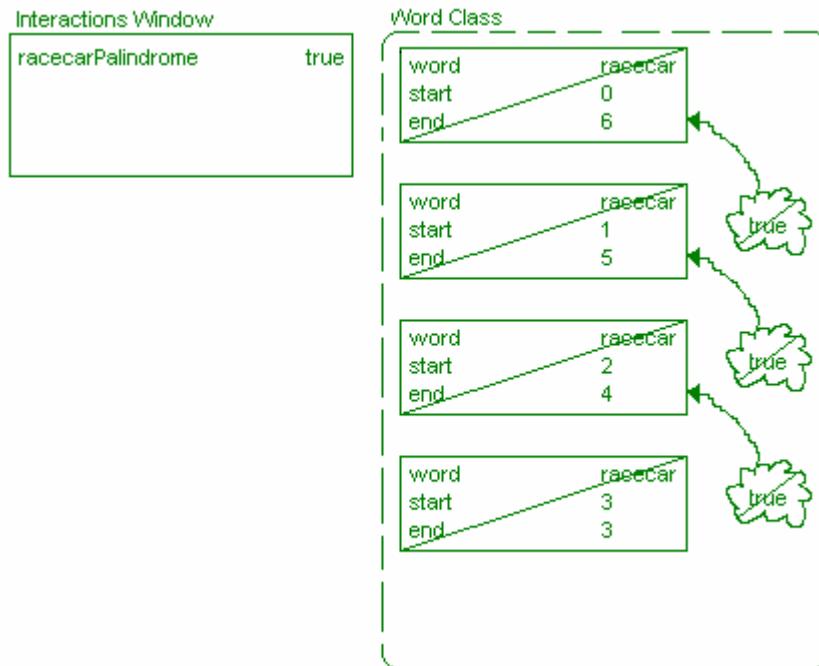 Interactions Window
racecarPalindrome true
Word Class
word racecar
start 0
end 6
true
word racecar
start 1
end 5
true
word racecar
start 2
end 4
true
word racecar
start 3
end 3